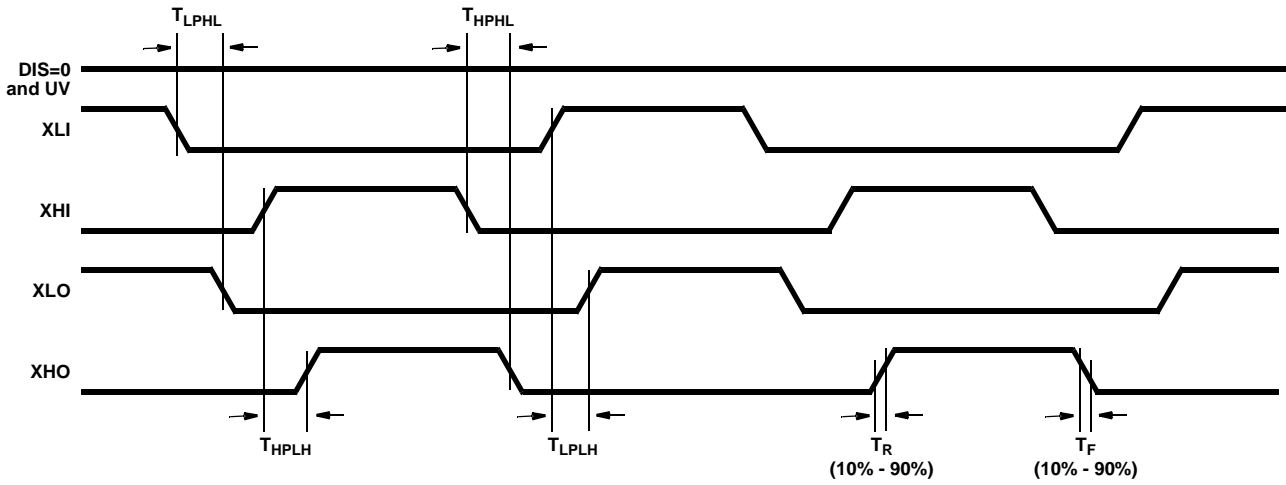 TLPHL THPHL
DIS=0
and UV
XLI
XHI
XLO
XHO
THPLH TLPLH TR TF
(10% - 90%) (10% - 90%)